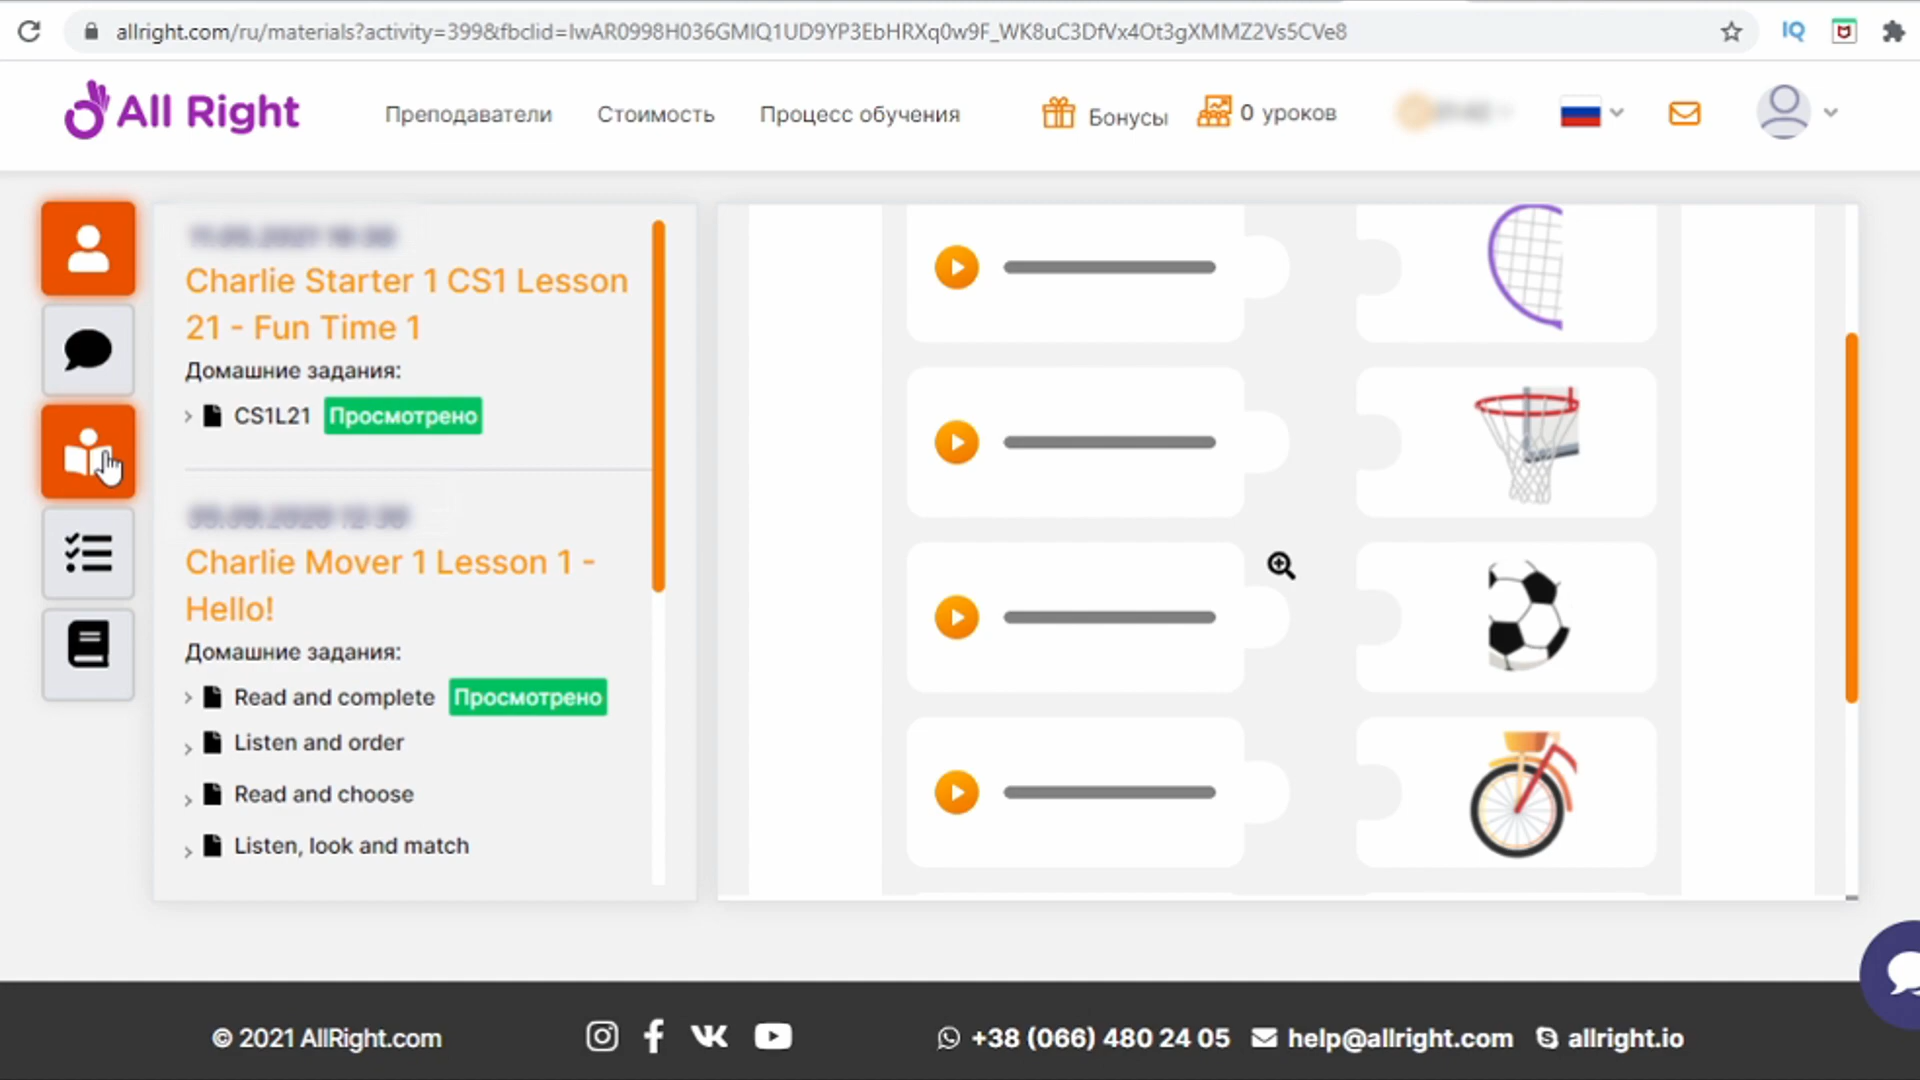 allright.com/ru/materials?activity=399&fbclid=IwAR0998H036GMIQ1UD9YP3EbHRXq0w9F_WK8uC3DfVx4Ot3gXMMZ2Vs5CVe8
IQ
All Right
Преподаватели
Стоимость
Процесс обучения
Бонусы
0 уроков
Charlie Starter 1 CS1 Lesson
21 - Fun Time 1
Домашние задания:
CS1L21 Просмотрено
Charlie Mover 1 Lesson 1 -
Hello!
Домашние задания:
Read and complete Просмотрено
Listen and order
Read and choose
Listen, look and match
© 2021 AllRight.com
+38 (066) 480 24 05
help@allright.com
allright.io